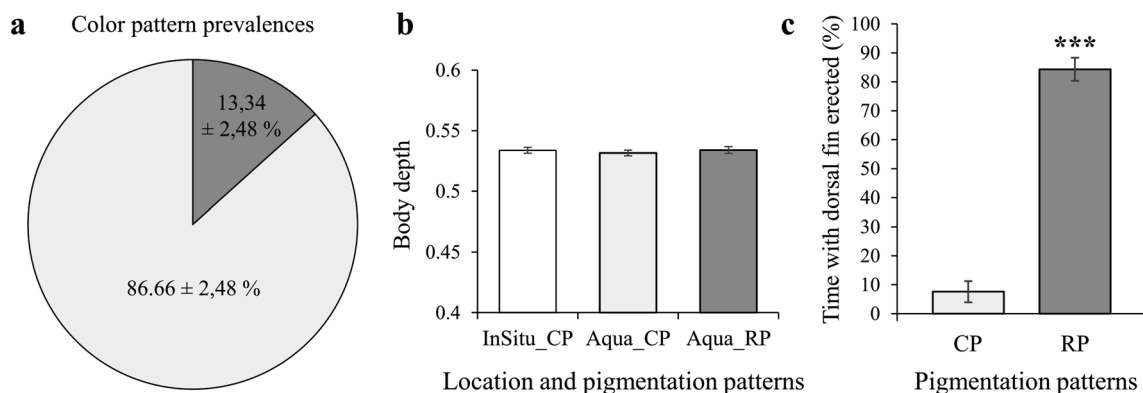 a
Color pattern prevalences
13,34
± 2,48 %
86.66 ± 2,48 %
b
Body depth
0.6
0.55
0.5
0.45
0.4
InSitu_CP Aqua_CP Aqua_RP
Location and pigmentation patterns
c
Time with dorsal fin erected (%)
100
90
80
70
60
50
40
30
20
10
0
***
CP RP
Pigmentation patterns